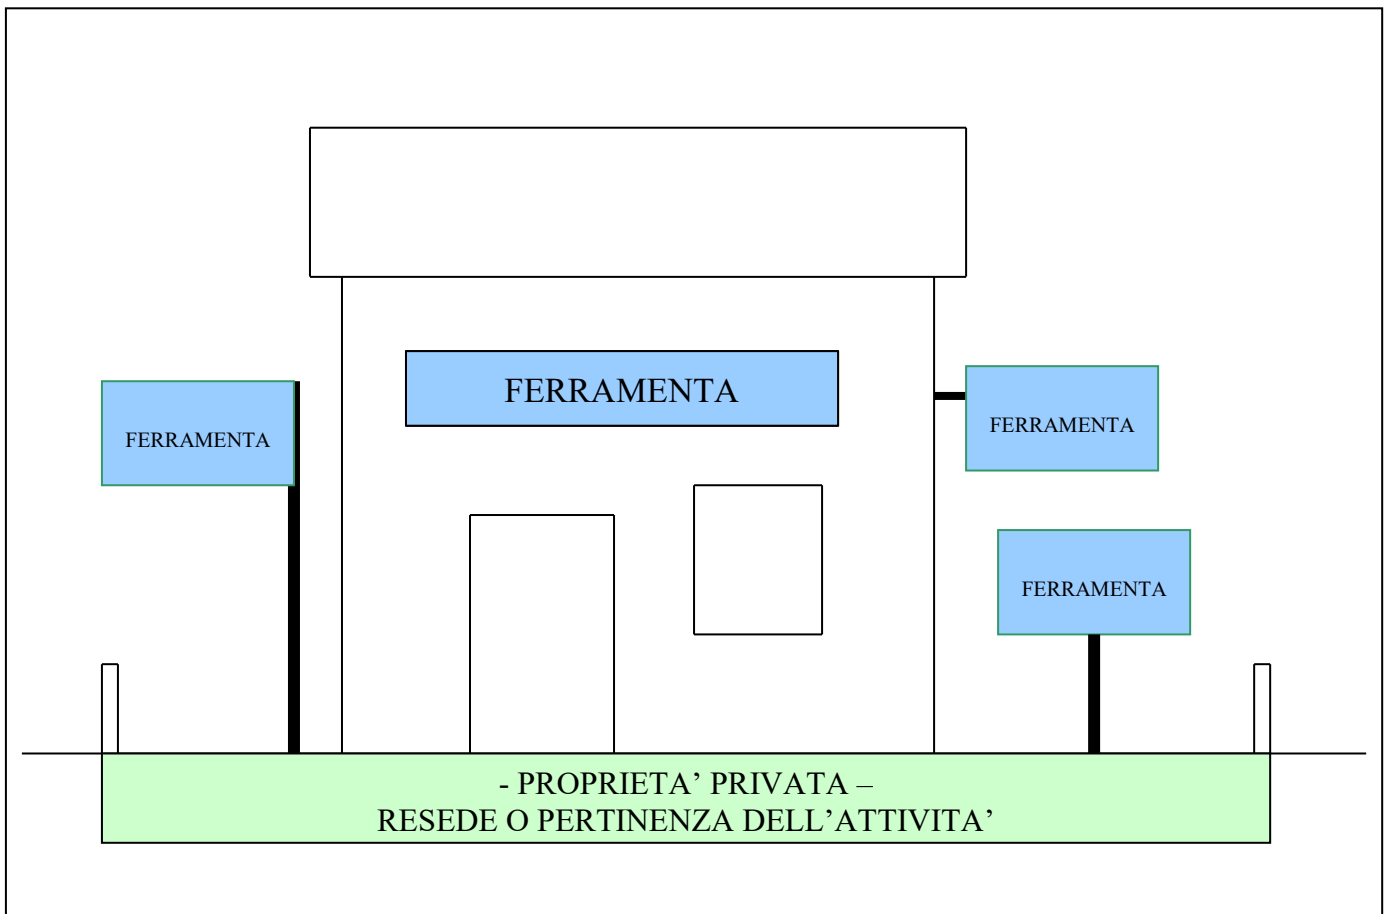 FERRAMENTA
FERRAMENTA
FERRAMENTA
FERRAMENTA
- PROPRIETA’ PRIVATA –
RESEDE O PERTINENZA DELL’ATTIVITA’